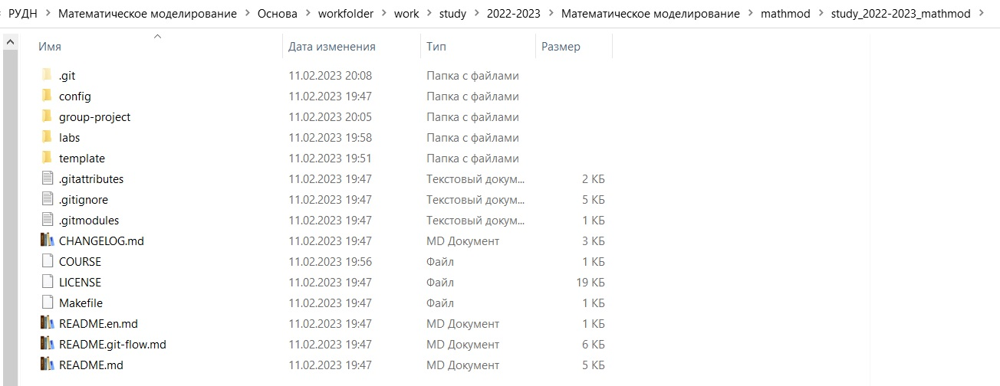 РУДН > Математическое моделирование > Основа > workfolder > work > study > 2022-2023 > Математическое моделирование > mathmod > study_2022-2023_mathmod >
Имя Дата изменения Тип Размер
.git 11.02.2023 20:08 Папка с файлами
config 11.02.2023 19:47 Папка с файлами
group-project 11.02.2023 20:05 Папка с файлами
labs 11.02.2023 19:58 Папка с файлами
template 11.02.2023 19:51 Папка с файлами
.gitattributes 11.02.2023 19:47 Текстовый докум... 2 КБ
.gitignore 11.02.2023 19:47 Текстовый докум... 5 КБ
.gitmodules 11.02.2023 19:47 Текстовый докум... 1 КБ
CHANGELOG.md 11.02.2023 19:47 MD Документ 3 КБ
COURSE 11.02.2023 19:56 Файл 1 КБ
LICENSE 11.02.2023 19:47 Файл 19 КБ
Makefile 11.02.2023 19:47 Файл 1 КБ
README.en.md 11.02.2023 19:47 MD Документ 1 КБ
README.git-flow.md 11.02.2023 19:47 MD Документ 6 КБ
README.md 11.02.2023 19:47 MD Документ 5 КБ